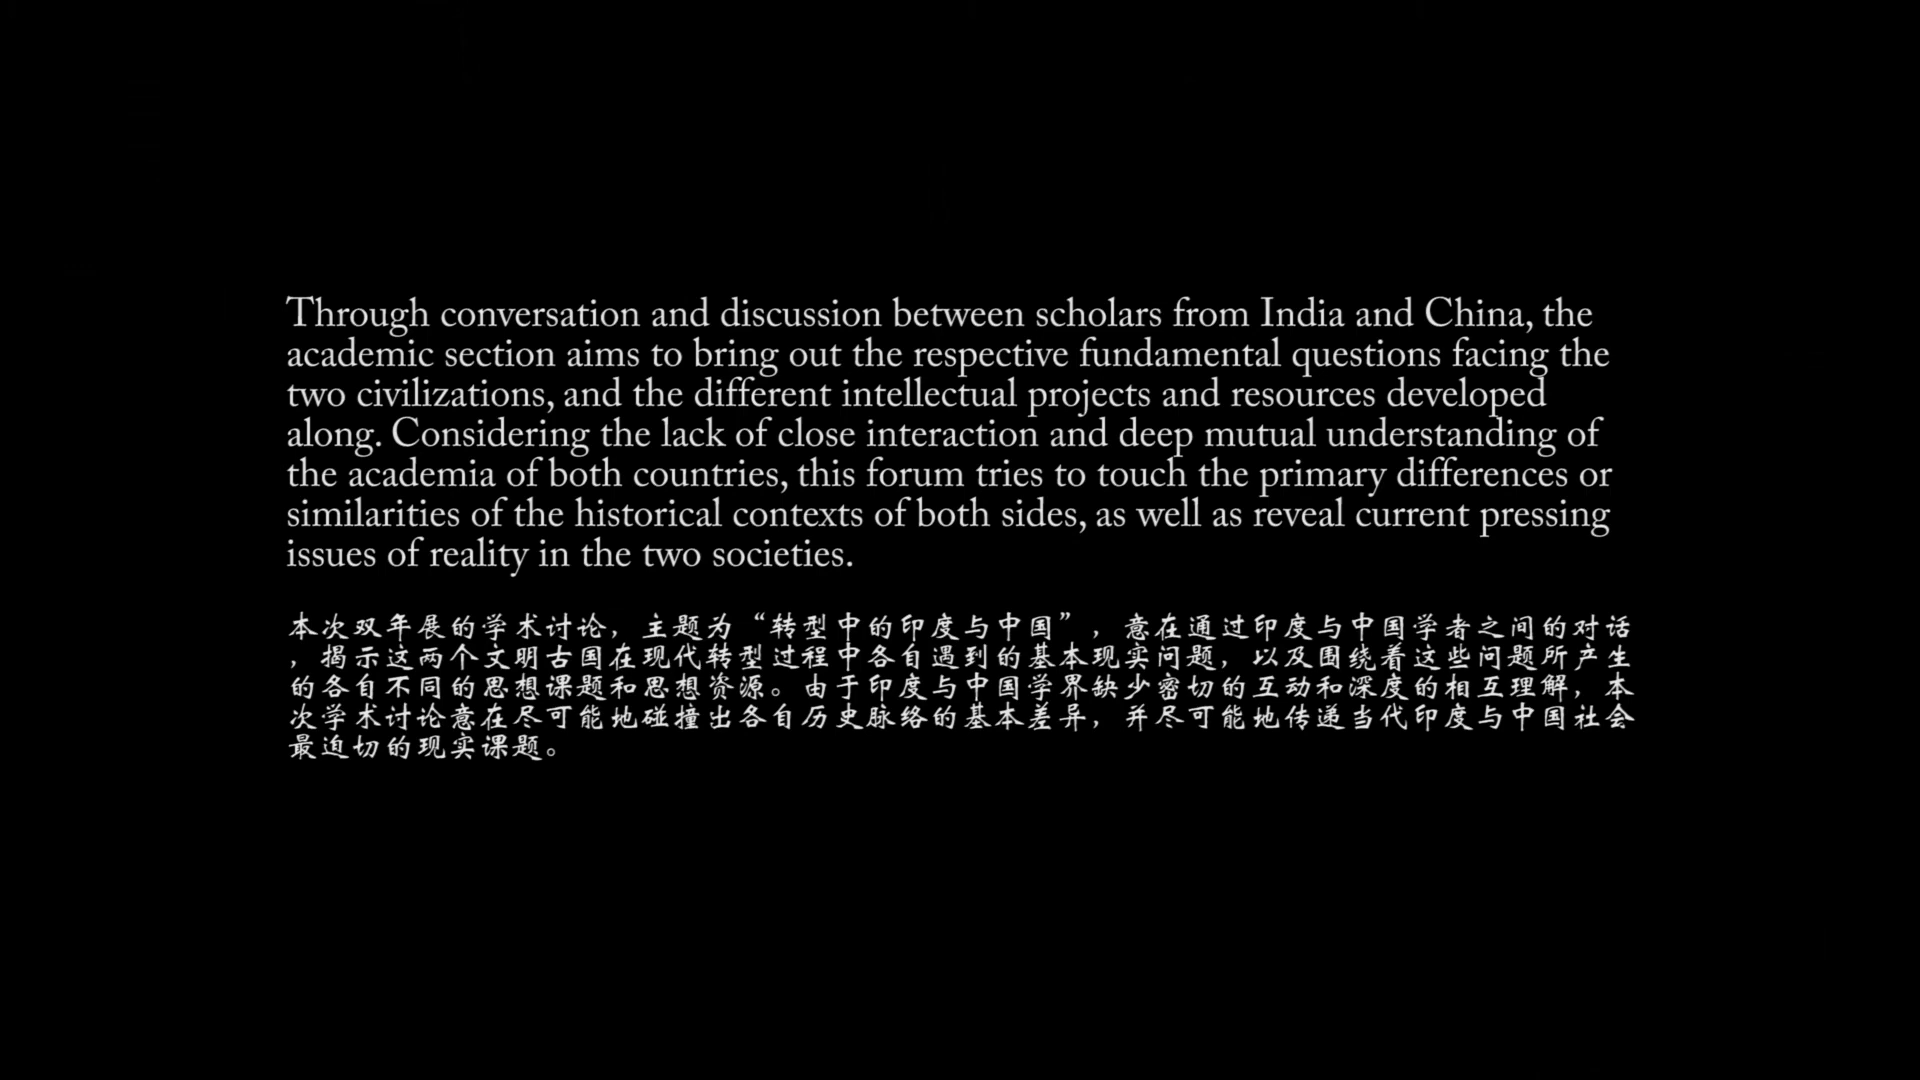 Through conversation and discussion between scholars from India and China, the
academic section aims to bring out the respective fundamental questions facing the
two civilizations, and the different intellectual projects and resources developed
along. Considering the lack of close interaction and deep mutual understanding of
the academia of both countries, this forum tries to touch the primary differences or
similarities of the historical contexts of both sides, as well as reveal current pressing
issues of reality in the two societies.
本次双年展的学术讨论，主题为“转型中的印度与中国”，意在通过印度与中国学者之间的对话
，揭示这两个文明古国在现代转型过程中各自遇到的基本现实问题，以及围绕着这些问题所产生
的各自不同的思想课题和思想资源。由于印度与中国学界缺少密切的互动和深度的相互理解，本
次学术讨论意在尽可能地碰撞出各自历史脉络的基本差异，并尽可能地传递当代印度与中国社会
最迫切的现实课题。